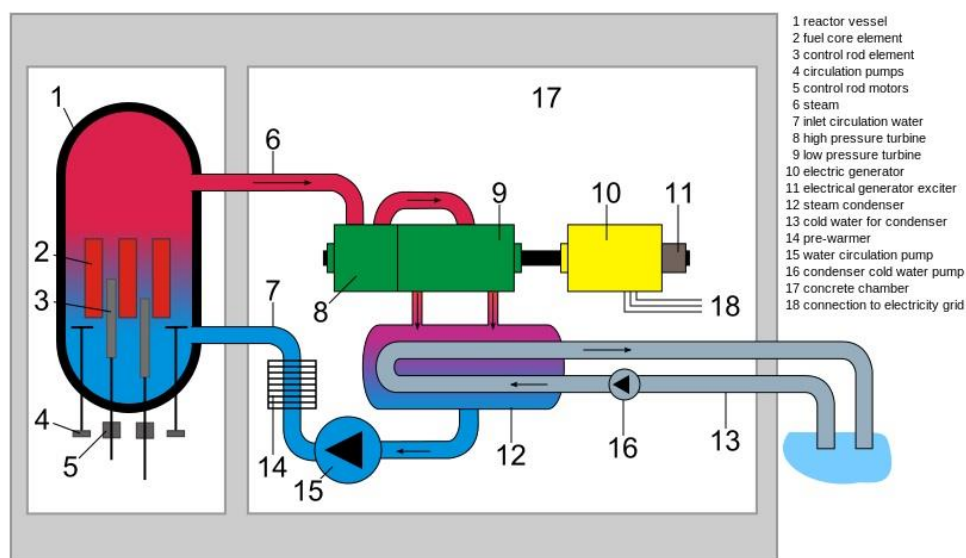 1 reactor vessel
2 fuel core element
3 control rod element
4 circulation pumps
5 control rod motors
6 steam
7 inlet circulation water
8 high pressure turbine
9 low pressure turbine
10 electric generator
11 electrical generator exciter
12 steam condenser
13 cold water for condenser
14 pre-warmer
15 water circulation pump
16 condenser cold water pump
17 concrete chamber
18 connection to electricity grid
1
17
6
9
10
11
2
3
7
8
18
4
5
14
15
12
16
13